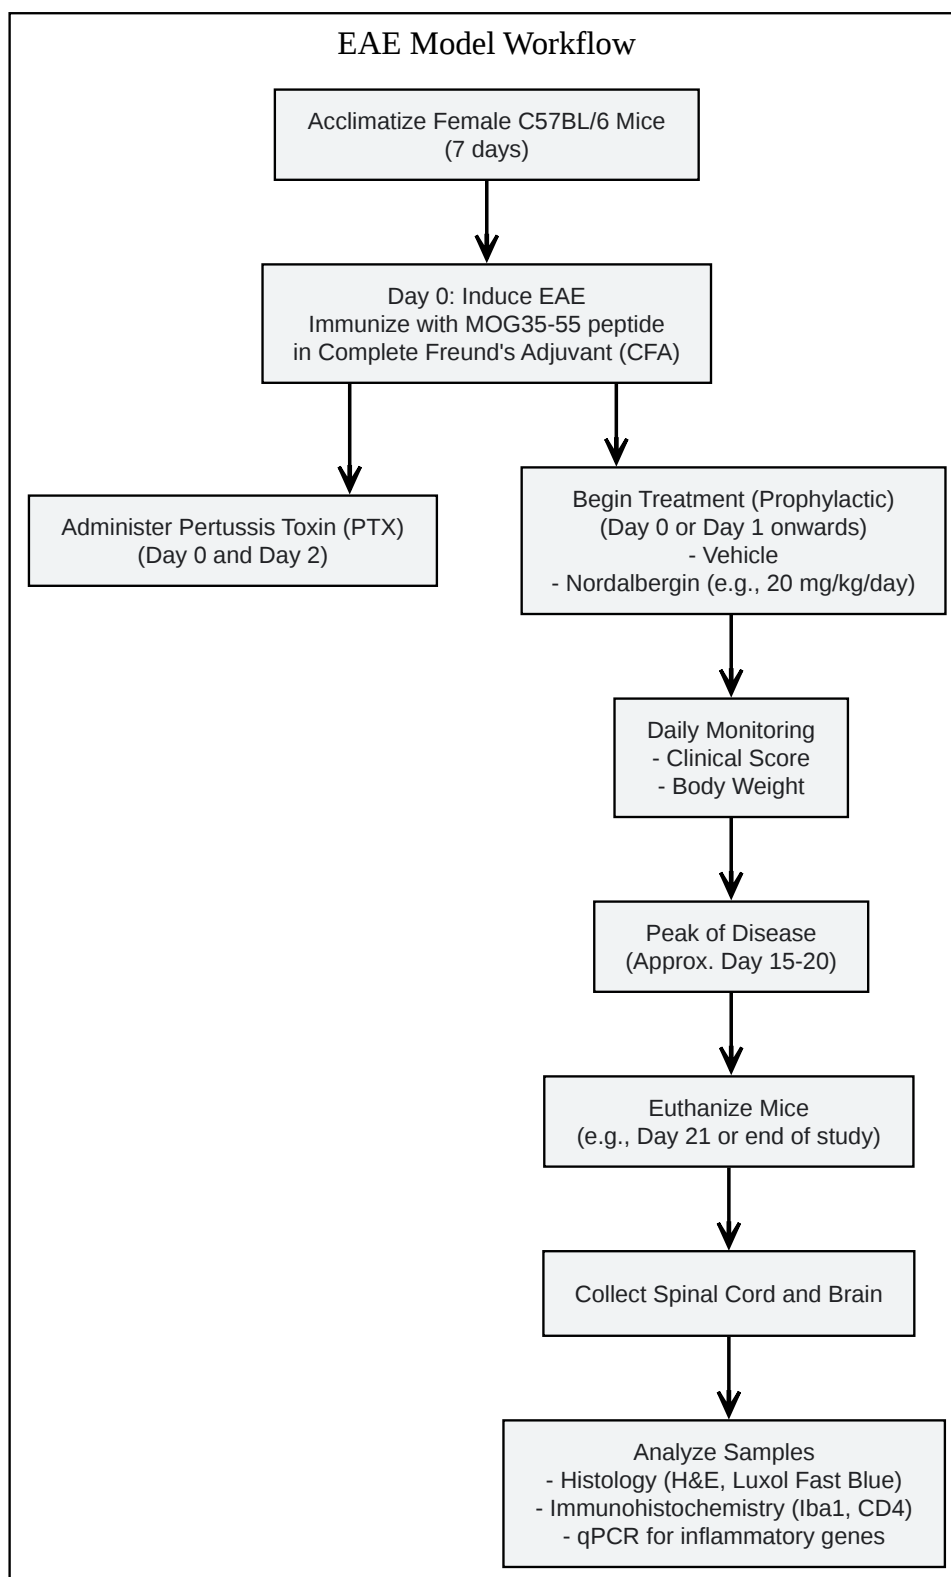 EAE Model Workflow
Acclimatize Female C57BL/6 Mice
(7 days)
Day 0: Induce EAE
Immunize with MOG35-55 peptide
in Complete Freund's Adjuvant (CFA)
Administer Pertussis Toxin (PTX)
(Day 0 and Day 2)
Begin Treatment (Prophylactic)
(Day 0 or Day 1 onwards)
- Vehicle
- Nordalbergin (e.g., 20 mg/kg/day)
Daily Monitoring
- Clinical Score
- Body Weight
Peak of Disease
(Approx. Day 15-20)
Euthanize Mice
(e.g., Day 21 or end of study)
Collect Spinal Cord and Brain
Analyze Samples
- Histology (H&E, Luxol Fast Blue)
- Immunohistochemistry (Iba1, CD4)
- qPCR for inflammatory genes